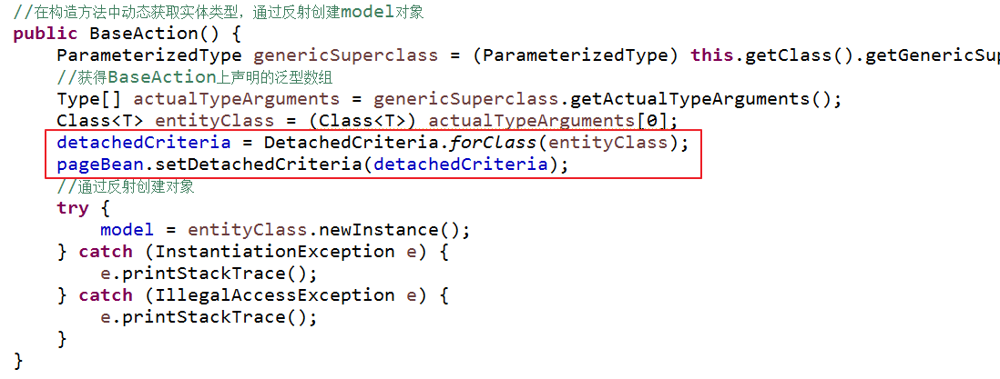 //在构造方法中动态获取实体类型，通过反射创建model对象
public BaseAction() {
ParameterizedType genericSuperclass = (ParameterizedType) this.getClass().getGenericSup
//获得BaseAction上声明的泛型数组
Type[] actualTypeArguments = genericSuperclass.getActualTypeArguments();
Class<T> entityClass = (Class<T>) actualTypeArguments[0];
detachedCriteria = DetachedCriteria.forClass(entityClass);
pageBean.setDetachedCriteria(detachedCriteria);
//通过反射创建对象
try {
model = entityClass.newInstance();
} catch (InstantiationException e) {
e.printStackTrace();
} catch (IllegalAccessException e) {
e.printStackTrace();
}
}